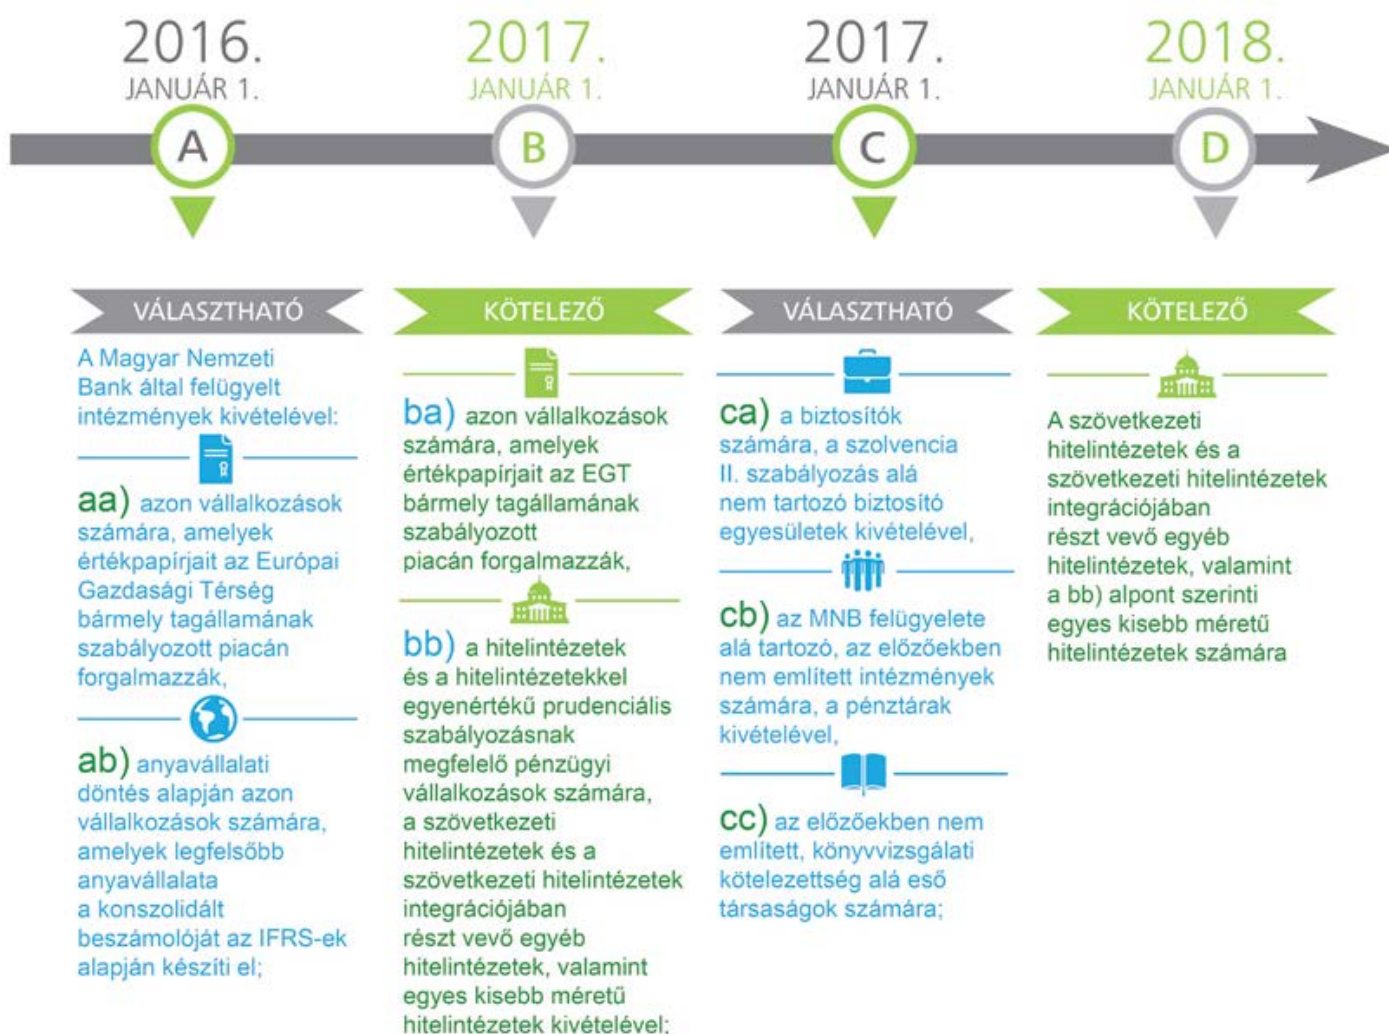 2016.
JANUÁR 1.
2017.
JANUÁR 1.
2017.
JANUÁR 1.
2018.
JANUÁR 1.
A
B
C
D
VÁLASZTHATÓ
A Magyar Nemzeti
Bank által felügyelt
intézmények kivételével:
aa) azon vállalkozások
számára, amelyek
értékpapírjait az Európai
Gazdasági Térség
bármely tagállamának
szabályozott piacán
forgalmazzák,
ab) anyavállalati
döntés alapján azon
vállalkozások számára,
amelyek legfelsőbb
anyavállalata
a konszolidált
beszámolóját az IFRS-ek
alapján készíti el;
KÖTELEZŐ
ba) azon vállalkozások
számára, amelyek
értékpapírjait az EGT
bármely tagállamának
szabályozott
piacán forgalmazzák,
bb) a hitelintézetek
és a hitelintézetekkel
egyenértékű prudenciális
szabályozásnak
megfelelő pénzügyi
vállalkozások számára,
a szövetkezeti
hitelintézetek és a
szövetkezeti hitelintézetek
integrációjában
részt vevő egyéb
hitelintézetek, valamint
egyes kisebb méretű
hitelintézetek kivételével;
VÁLASZTHATÓ
ca) a biztosítók
számára, a szolvencia
II. szabályozás alá
nem tartozó biztosító
egyesületek kivételével,
cb) az MNB felügyelete
alá tartozó, az előzőekben
nem említett intézmények
számára, a pénztárak
kivételével,
cc) az előzőekben nem
említett, könyvvizsgálati
kötelezettség alá eső
társaságok számára;
KÖTELEZŐ
A szövetkezeti
hitelintézetek és a
szövetkezeti hitelintézetek
integrációjában
részt vevő egyéb
hitelintézetek, valamint
a bb) alpont szerinti
egyes kisebb méretű
hitelintézetek számára